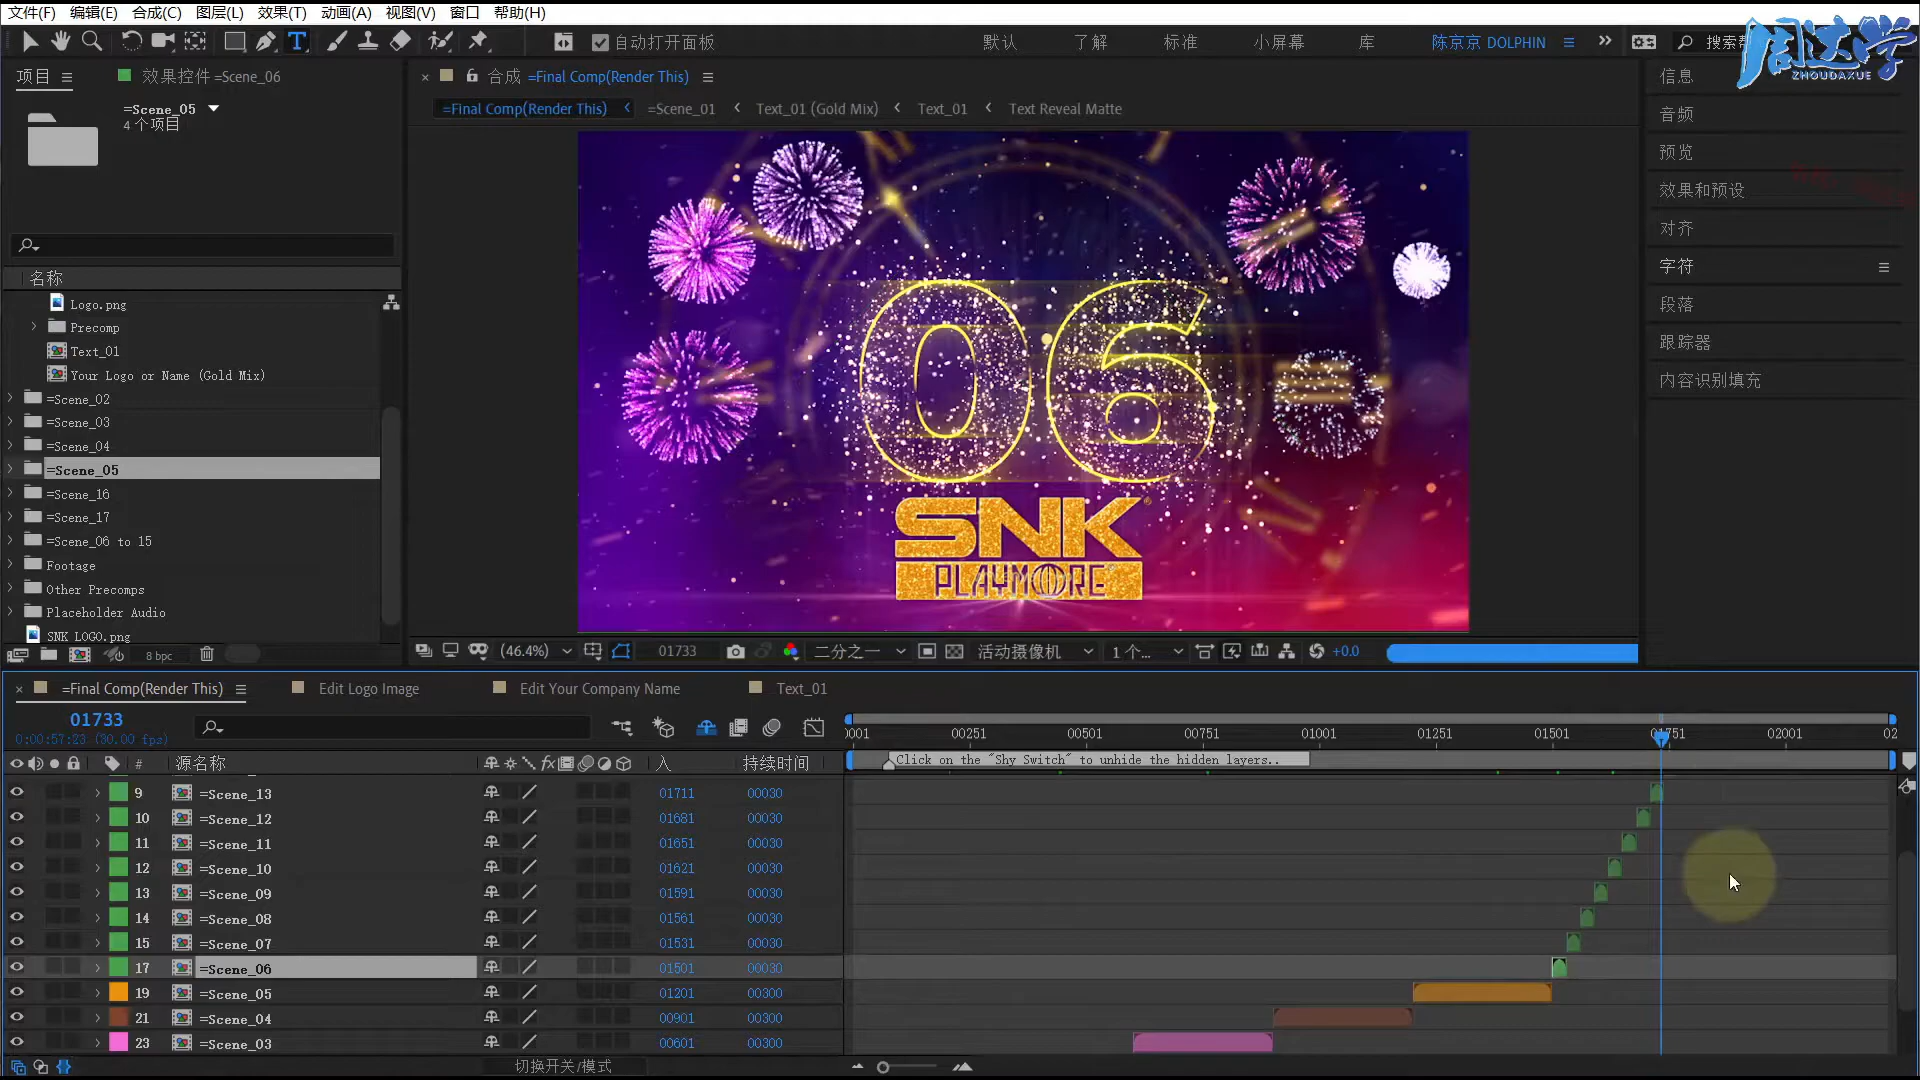 文件(F) 编辑(E) 合成(C) 图层(L) 效果(T) 动画(A) 视图(V) 窗口 帮助(H)
自动打开面板 默认 了解 标准 小屏幕 库 陈京京 DOLPHIN 搜索帮
周达学
ZHOUDAXUE
项目 效果控件 =Scene_06 合成 =Final Comp(Render This) 信息
=Scene_05
4 个项目
=Final Comp(Render This) =Scene_01 Text_01 (Gold Mix) Text_01 Text Reveal Matte
音频
预览
效果和预设
对齐
字符
段落
跟踪器
内容识别填充
名称
Logo.png
Precomp
Text_01
Your Logo or Name (Gold Mix)
=Scene_02
=Scene_03
=Scene_04
=Scene_05
=Scene_16
=Scene_17
=Scene_06 to 15
Footage
Other Precomps
Placeholder Audio
SNK LOGO.png
8 bpc
06
SNK
PLAYMORE
(46.4%) 01733 二分之一 活动摄像机 1 个... +0.0
=Final Comp(Render This) Edit Logo Image Edit Your Company Name Text_01
01733
0:00:57:23 (30.00 fps)
0001 00251 00501 00751 01001 01251 01501 01751 02001 02
# 源名称 fx 入 持续时间
Click on the "Shy Switch" to unhide the hidden layers..
9 =Scene_13 01711 00030
10 =Scene_12 01681 00030
11 =Scene_11 01651 00030
12 =Scene_10 01621 00030
13 =Scene_09 01591 00030
14 =Scene_08 01561 00030
15 =Scene_07 01531 00030
17 =Scene_06 01501 00030
19 =Scene_05 01201 00300
21 =Scene_04 00901 00300
23 =Scene_03 00601 00300
切换开关/模式